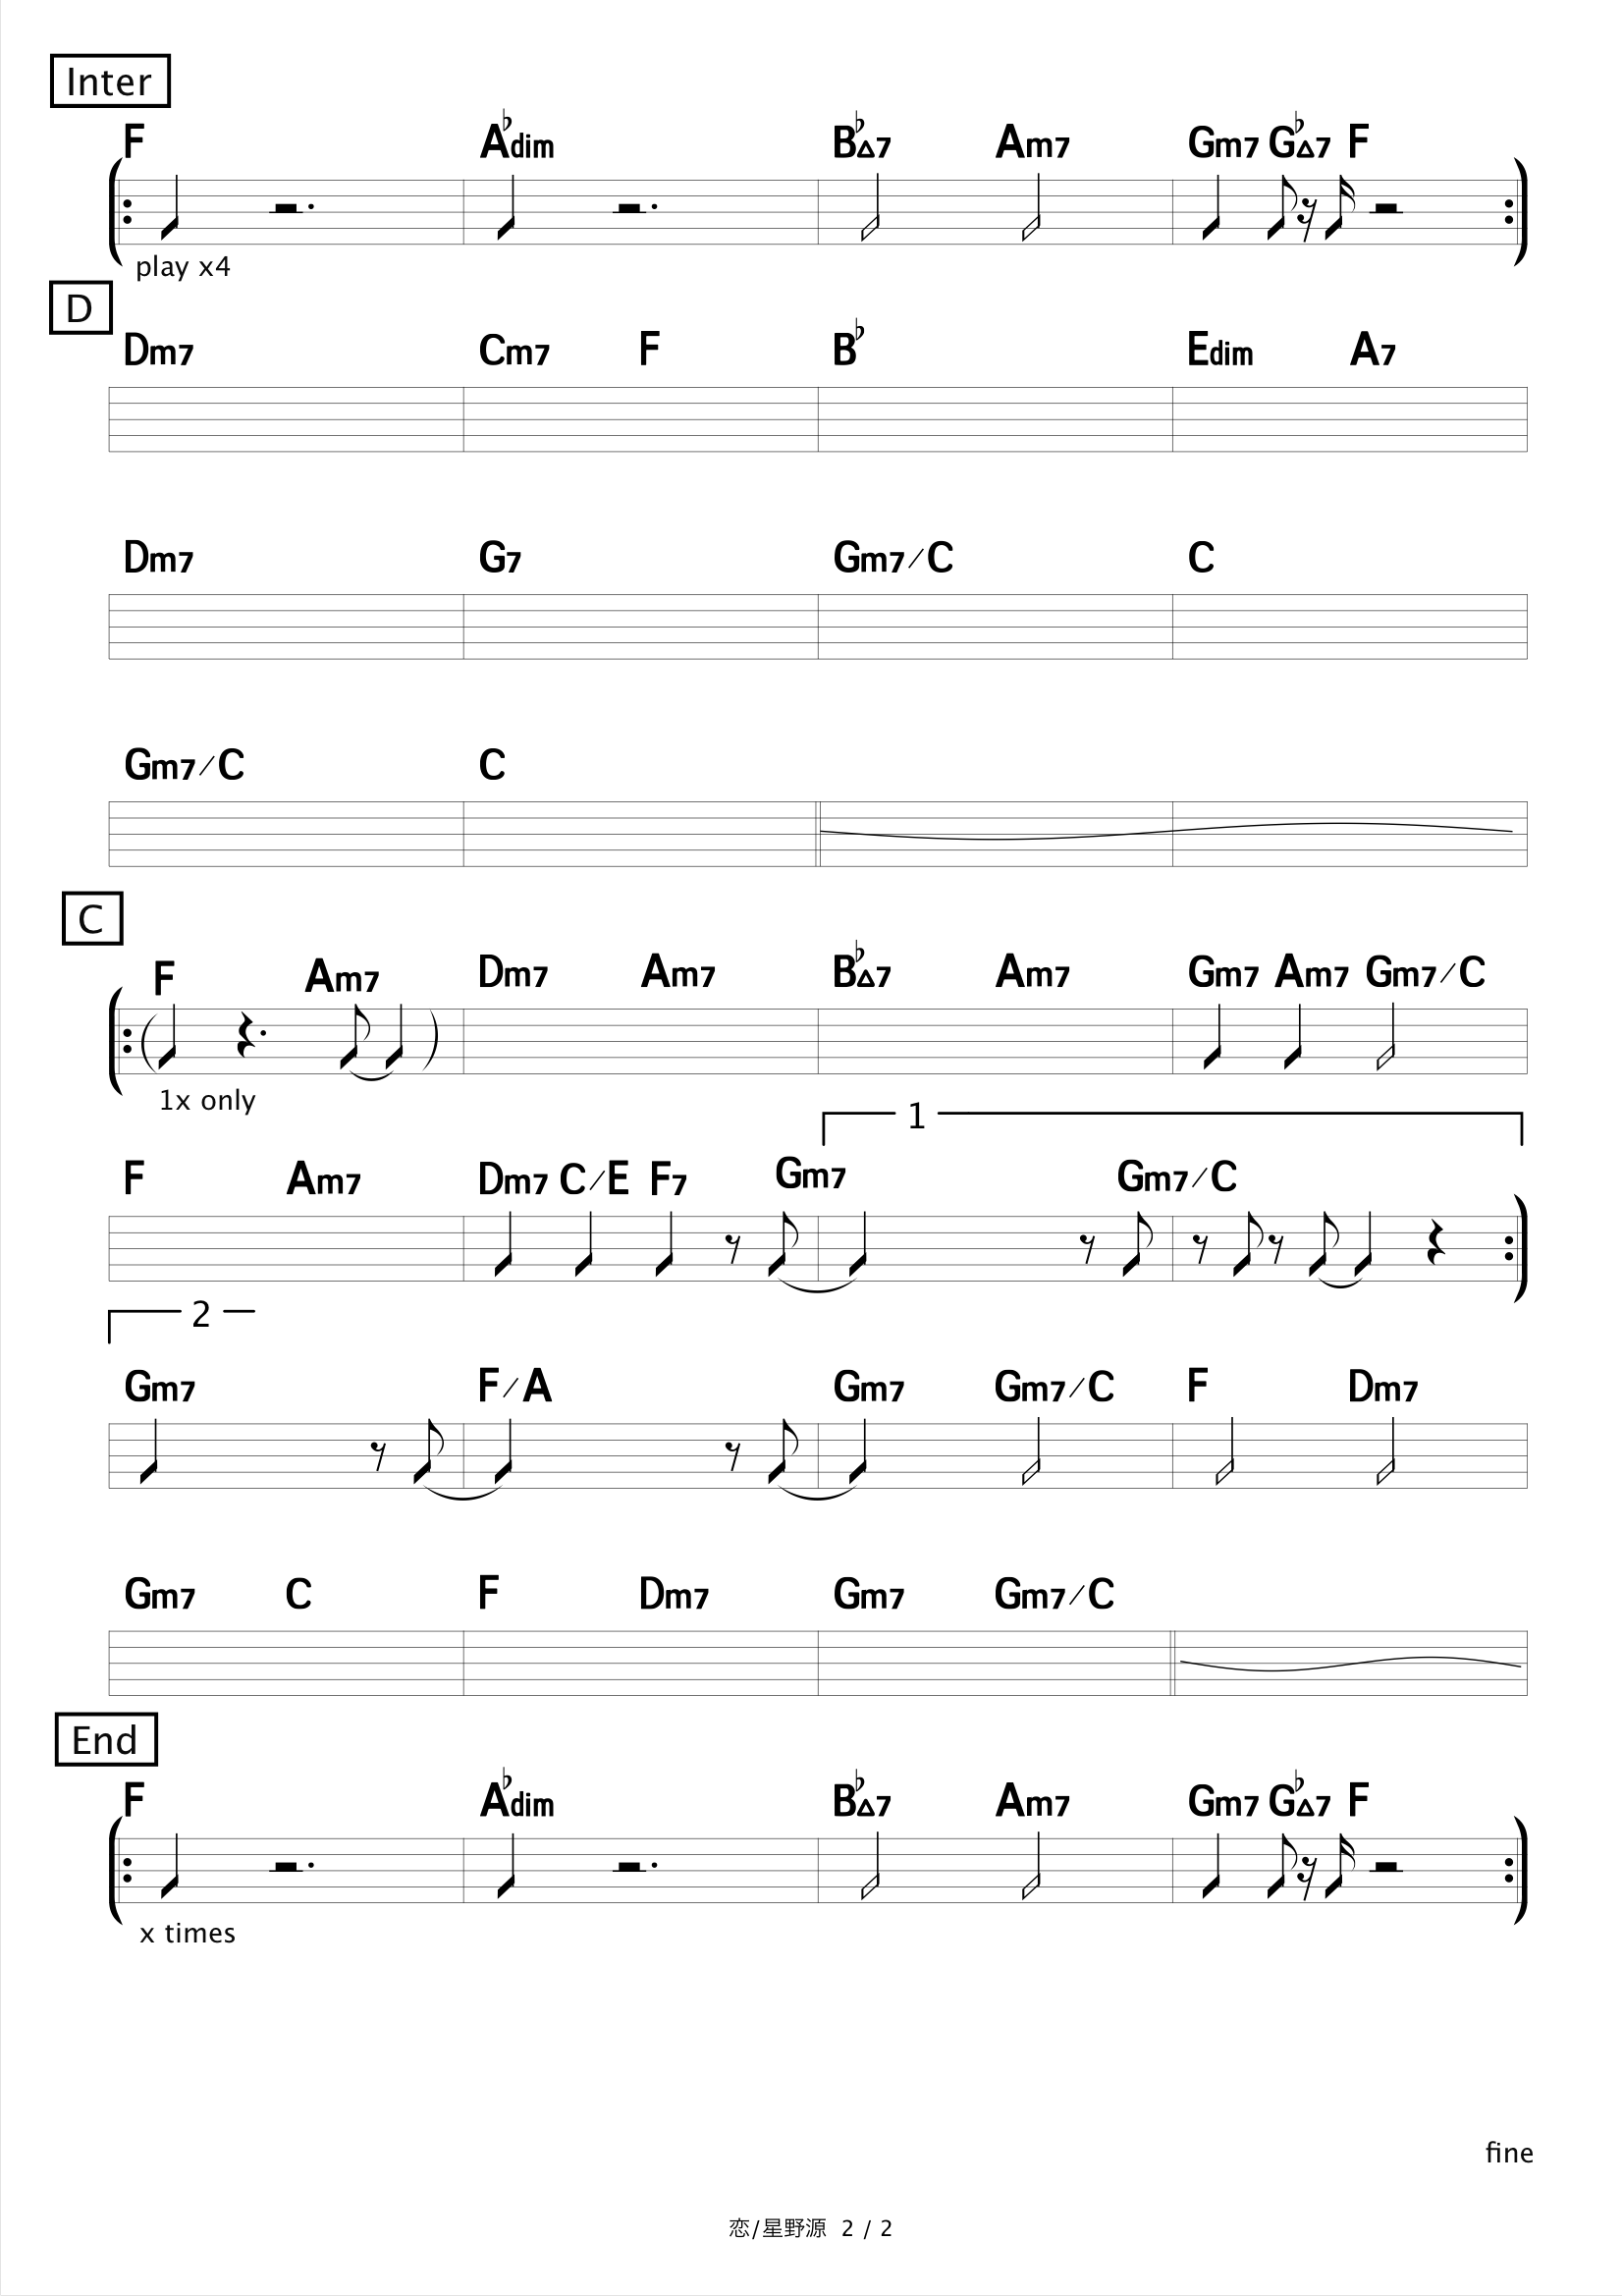 Inter
F A♭dim B♭△7 Am7 Gm7 G♭△7 F
play x4
D
Dm7 Cm7 F B♭ Edim A7
Dm7 G7 Gm7/C C
Gm7/C C
C
F Am7 Dm7 Am7 B♭△7 Am7 Gm7 Am7 Gm7/C
1x only
1
F Am7 Dm7 C/E F7 Gm7 Gm7/C
2
Gm7 F/A Gm7 Gm7/C F Dm7
Gm7 C F Dm7 Gm7 Gm7/C
End
F A♭dim B♭△7 Am7 Gm7 G♭△7 F
x times
fine
恋/星野源 2 / 2